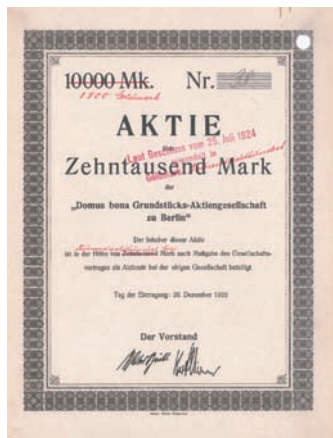 10000 Mk. Nr.
AKTIE
über
Laut Beschluss vom 25. Juli 1924
Zehntausend Mark
der
„Domus bona Grundstücks-Aktiengesellschaft
zu Berlin"
Der Inhaber dieser Aktie
ist in der Höhe von Zehntausend Mark nach Maßgabe des Gesellschafts-
vertrages als Aktionär bei der obigen Gesellschaft beteiligt
Tag der Eintragung: 28. Dezember
Der Vorstand